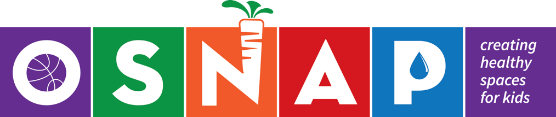 OSNAP
creating
healthy
spaces
for kids